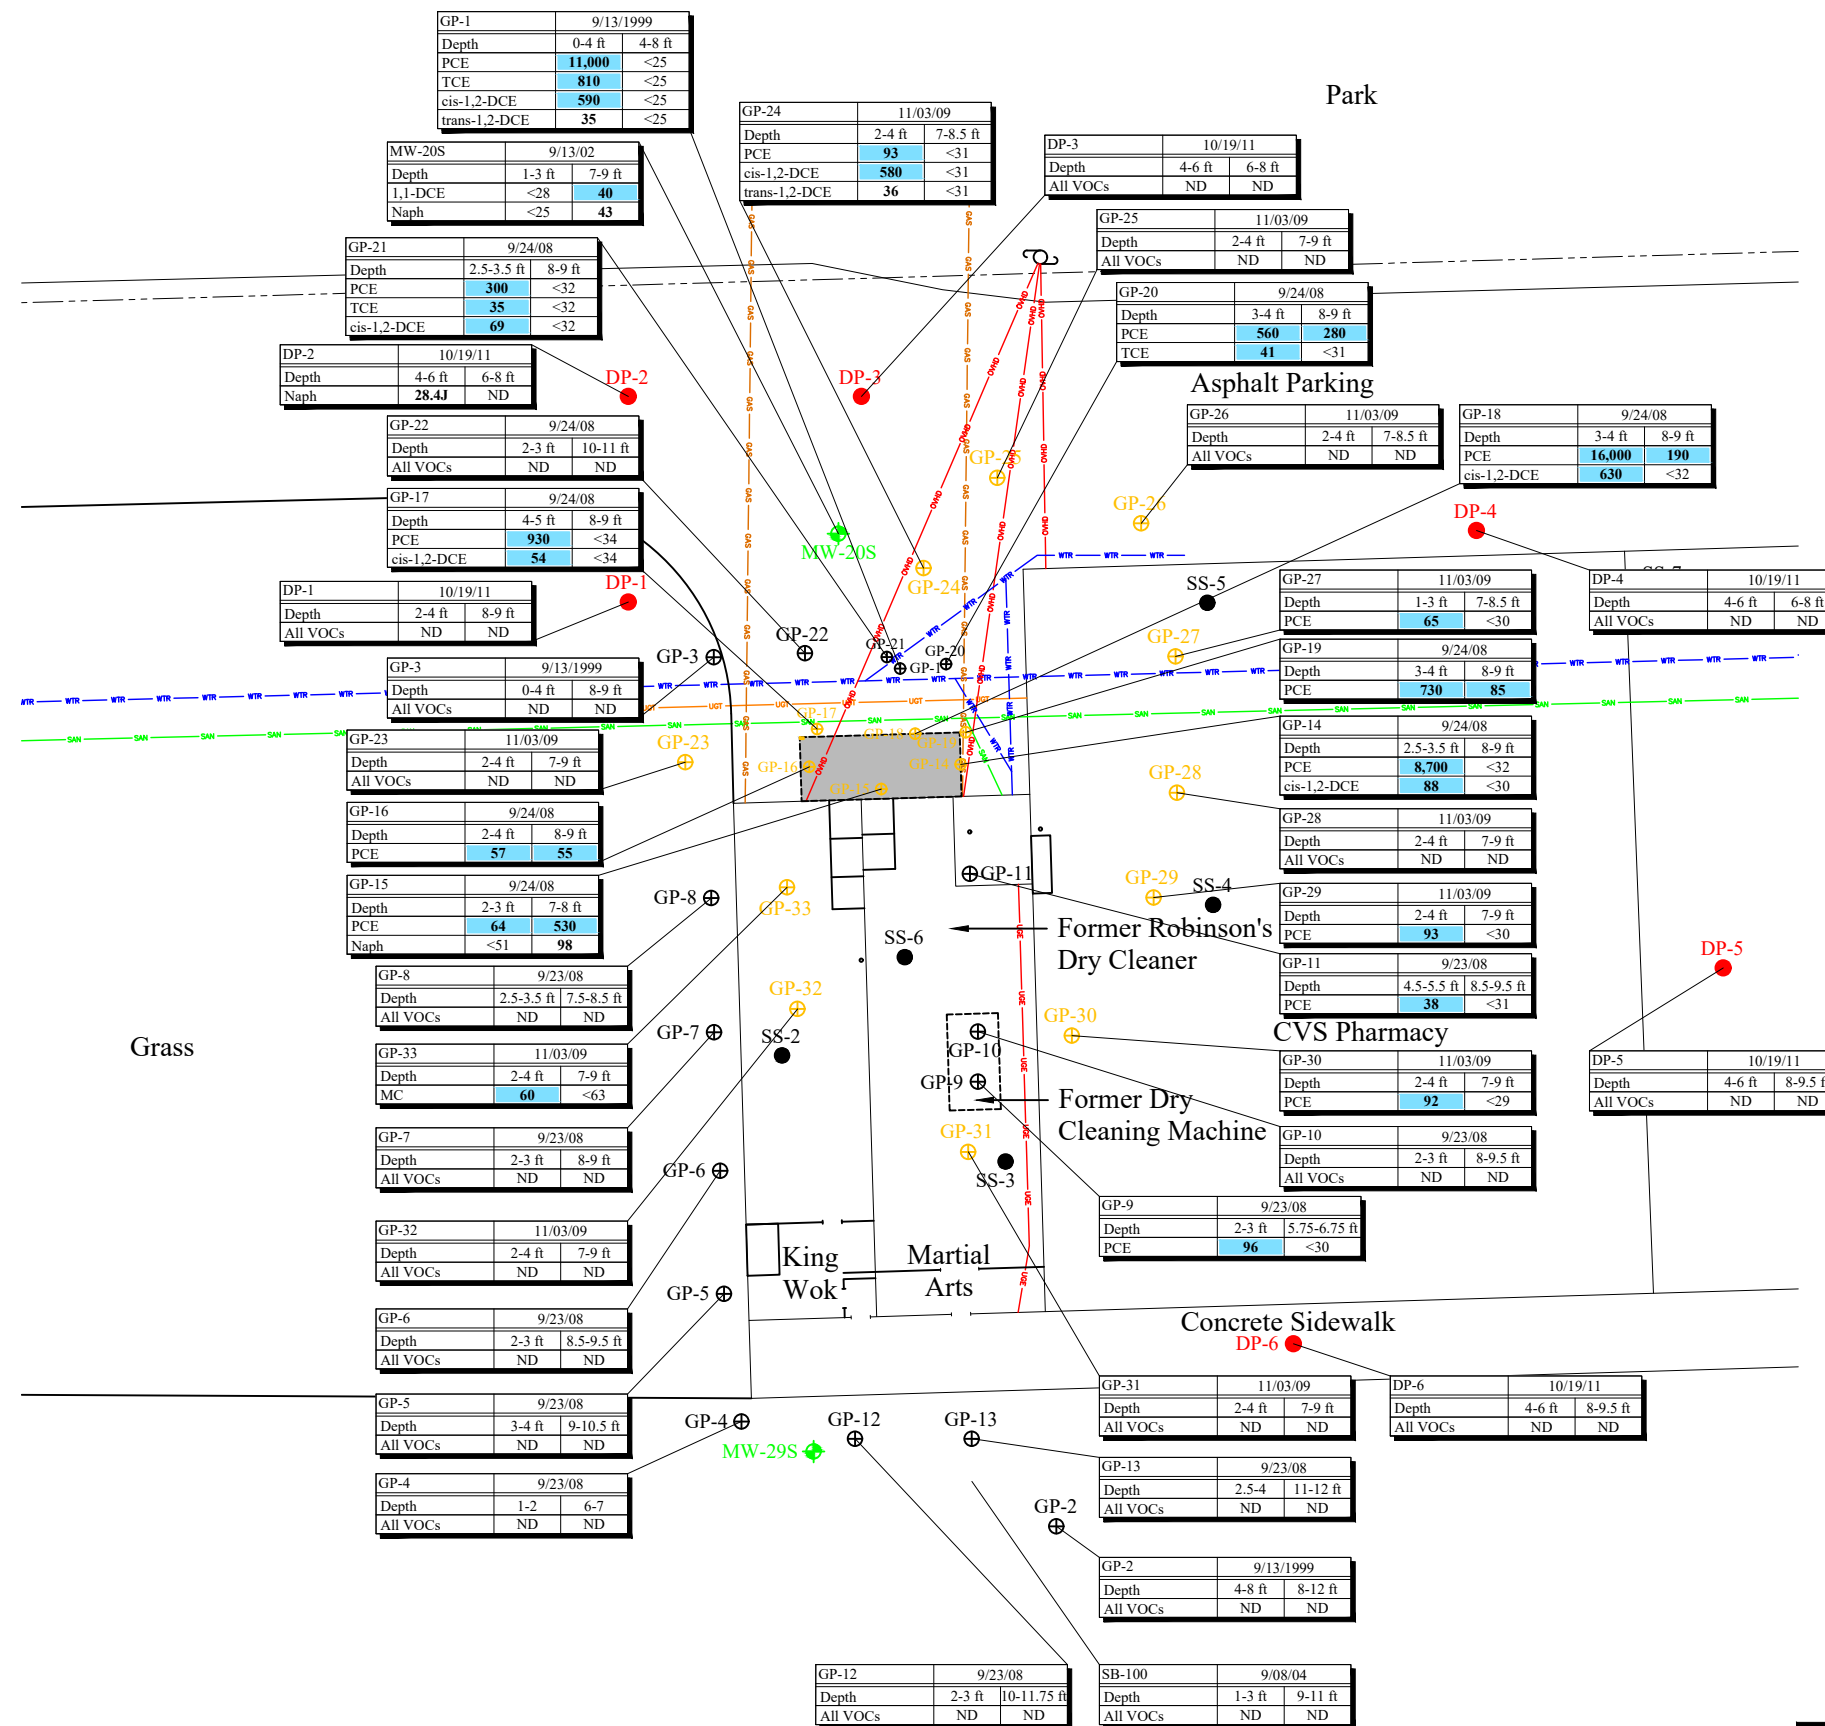 GP-1 9/13/1999
Depth 0-4 ft 4-8 ft
PCE 11,000 <25
TCE 810 <25
cis-1,2-DCE 590 <25
trans-1,2-DCE 35 <25
Park
GP-24 11/03/09
Depth 2-4 ft 7-8.5 ft
PCE 93 <31
cis-1,2-DCE 580 <31
trans-1,2-DCE 36 <31
MW-20S 9/13/02
Depth 1-3 ft 7-9 ft
1,1-DCE <28 40
Naph <25 43
DP-3 10/19/11
Depth 4-6 ft 6-8 ft
All VOCs ND ND
GP-25 11/03/09
Depth 2-4 ft 7-9 ft
All VOCs ND ND
GP-21 9/24/08
Depth 2.5-3.5 ft 8-9 ft
PCE 300 <32
TCE 35 <32
cis-1,2-DCE 69 <32
GP-20 9/24/08
Depth 3-4 ft 8-9 ft
PCE 560 280
TCE 41 <31
DP-2 10/19/11
Depth 4-6 ft 6-8 ft
Naph 28.4J ND
DP-2
DP-3
Asphalt Parking
GP-26 11/03/09
Depth 2-4 ft 7-8.5 ft
All VOCs ND ND
GP-18 9/24/08
Depth 3-4 ft 8-9 ft
PCE 16,000 190
cis-1,2-DCE 630 <32
GP-22 9/24/08
Depth 2-3 ft 10-11 ft
All VOCs ND ND
GP-25
GP-26
DP-4
GP-17 9/24/08
Depth 4-5 ft 8-9 ft
PCE 930 <34
cis-1,2-DCE 54 <34
MW-20S
GP-24
DP-1
SS-5
DP-1 10/19/11
Depth 2-4 ft 8-9 ft
All VOCs ND ND
GP-27 11/03/09
Depth 1-3 ft 7-8.5 ft
PCE 65 <30
DP-4 10/19/11
Depth 4-6 ft 6-8 ft
All VOCs ND ND
GP-22
GP-3
GP-21
GP-20
GP-1
GP-27
GP-3 9/13/1999
Depth 0-4 ft 8-9 ft
All VOCs ND ND
GP-19 9/24/08
Depth 3-4 ft 8-9 ft
PCE 730 85
GAS GAS GAS OVHD OVHD WTR WTR WTR UGT UGT SAN SAN SAN
GP-17
GP-18
GP-23
GP-16
GP-14
GP-28
GP-23 11/03/09
Depth 2-4 ft 7-9 ft
All VOCs ND ND
GP-14 9/24/08
Depth 2.5-3.5 ft 8-9 ft
PCE 8,700 <32
cis-1,2-DCE 88 <30
GP-16 9/24/08
Depth 2-4 ft 8-9 ft
PCE 57 55
GP-28 11/03/09
Depth 2-4 ft 7-9 ft
All VOCs ND ND
GP-15 9/24/08
Depth 2-3 ft 7-8 ft
PCE 64 530
Naph <51 98
GP-11
GP-8
GP-33
GP-29
SS-4
GP-29 11/03/09
Depth 2-4 ft 7-9 ft
PCE 93 <30
Former Robinson's
Dry Cleaner
SS-6
DP-5
GP-11 9/23/08
Depth 4.5-5.5 ft 8.5-9.5 ft
PCE 38 <31
GP-8 9/23/08
Depth 2.5-3.5 ft 7.5-8.5 ft
All VOCs ND ND
GP-32
GP-7
SS-2
GP-10
GP-30
CVS Pharmacy
Grass
GP-33 11/03/09
Depth 2-4 ft 7-9 ft
MC 60 <63
GP-30 11/03/09
Depth 2-4 ft 7-9 ft
PCE 92 <29
DP-5 10/19/11
Depth 4-6 ft 8-9.5 f
All VOCs ND ND
GP-9
Former Dry
Cleaning Machine
UGE UGE UGE
GP-7 9/23/08
Depth 2-3 ft 8-9 ft
All VOCs ND ND
GP-31
SS-3
GP-6
GP-10 9/23/08
Depth 2-3 ft 8-9.5 ft
All VOCs ND ND
GP-9 9/23/08
Depth 2-3 ft 5.75-6.75 ft
PCE 96 <30
GP-32 11/03/09
Depth 2-4 ft 7-9 ft
All VOCs ND ND
King
Wok
Martial
Arts
GP-5
GP-6 9/23/08
Depth 2-3 ft 8.5-9.5 ft
All VOCs ND ND
Concrete Sidewalk
DP-6
GP-31 11/03/09
Depth 2-4 ft 7-9 ft
All VOCs ND ND
DP-6 10/19/11
Depth 4-6 ft 8-9.5 ft
All VOCs ND ND
GP-5 9/23/08
Depth 3-4 ft 9-10.5 ft
All VOCs ND ND
GP-4
GP-12
GP-13
MW-29S
GP-13 9/23/08
Depth 2.5-4 11-12 ft
All VOCs ND ND
GP-4 9/23/08
Depth 1-2 6-7
All VOCs ND ND
GP-2
GP-2 9/13/1999
Depth 4-8 ft 8-12 ft
All VOCs ND ND
GP-12 9/23/08
Depth 2-3 ft 10-11.75 ft
All VOCs ND ND
SB-100 9/08/04
Depth 1-3 ft 9-11 ft
All VOCs ND ND